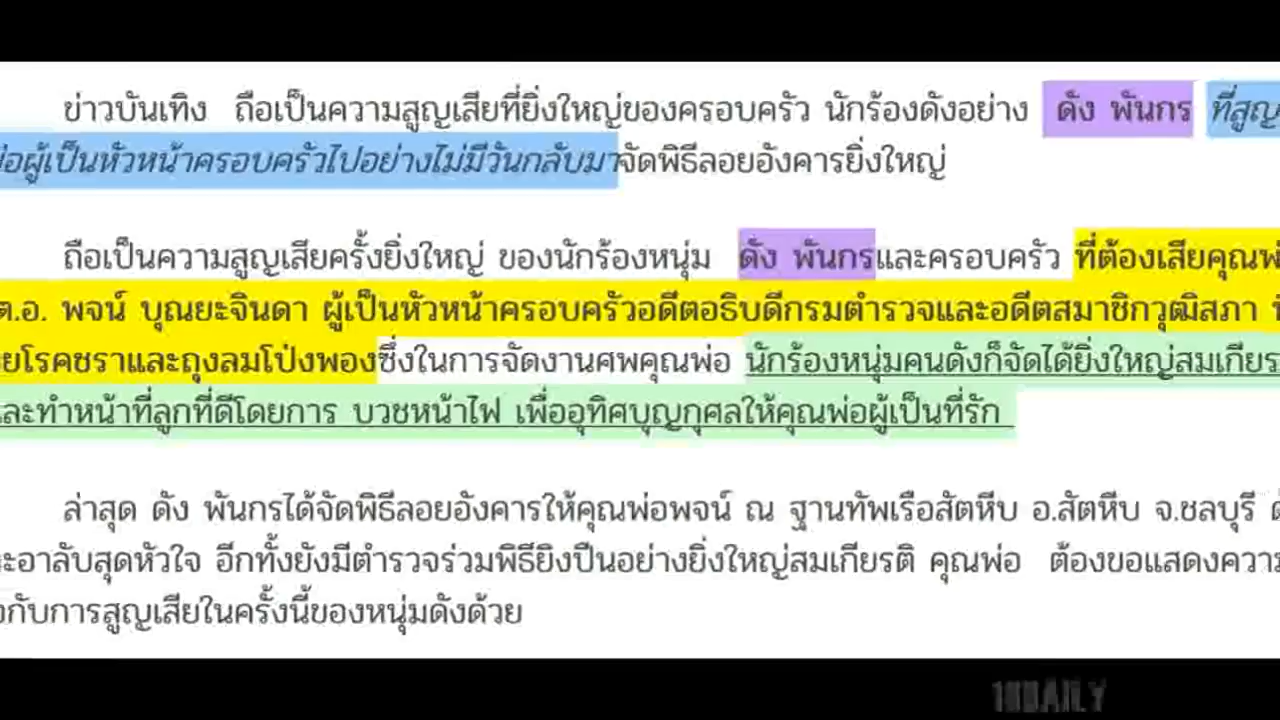 ข่าวบันเทิง ถือเป็นความสูญเสียที่ยิ่งใหญ่ของครอบครัว นักร้องดังอย่าง ดัง พันกร ที่สูญ
ผู้เป็นหัวหน้าครอบครัวไปอย่างไม่มีวันกลับมาจัดพิธีลอยอังคารยิ่งใหญ่
ถือเป็นความสูญเสียครั้งยิ่งใหญ่ ของนักร้องหนุ่ม ดัง พันกรและครอบครัว ที่ต้องเสียคุณพ่
ต.อ. พจน์ บุณยะจินดา ผู้เป็นหัวหน้าครอบครัวอดีตอธิบดีกรมตำรวจและอดีตสมาชิกวุฒิสภา
ยโรคชราและถุงลมโป่งพองซึ่งในการจัดงานศพคุณพ่อ นักร้องหนุ่มคนดังก็จัดได้ยิ่งใหญ่สมเกียร
และทำหน้าที่ลูกที่ดีโดยการ บวชหน้าไฟ เพื่ออุทิศบุญกุศลให้คุณพ่อผู้เป็นที่รัก
ล่าสุด ดัง พันกรได้จัดพิธีลอยอังคารให้คุณพ่อพจน์ ณ ฐานทัพเรือสัตหีบ อ.สัตหีบ จ.ชลบุรี
ะอาลับสุดหัวใจ อีกทั้งยังมีตำรวจร่วมพิธียิงปืนอย่างยิ่งใหญ่สมเกียรติ คุณพ่อ ต้องขอแสดงความ
กับการสูญเสียในครั้งนี้ของหนุ่มดังด้วย